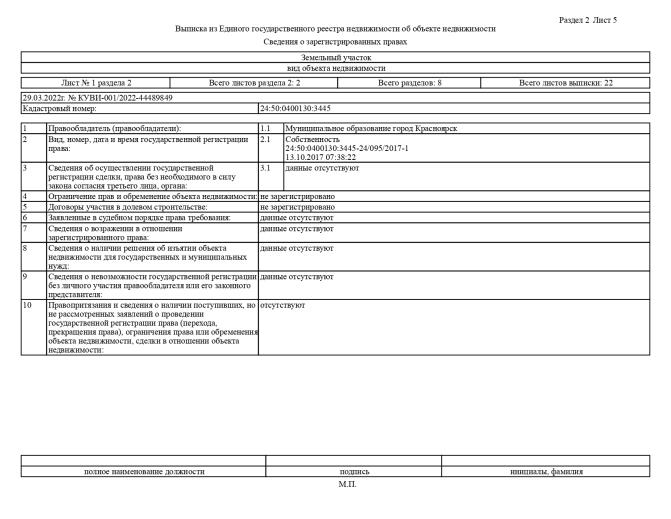 Раздел 2 Лист 5
Выписка из Единого государственного реестра недвижимости об объекте недвижимости
Сведения о зарегистрированных правах
Земельный участок
вид объекта недвижимости
Лист № 1 раздела 2 Всего листов раздела 2: 2 Всего разделов: 8 Всего листов выписки: 22
29.03.2022г. № КУВИ-001/2022-44489849
Кадастровый номер: 24:50:0400130:3445
1 Правообладатель (правообладатели): 1.1 Муниципальное образование город Красноярск
2 Вид, номер, дата и время государственной регистрации 2.1 Собственность
права: 24:50:0400130:3445-24/095/2017-1
13.10.2017 07:38:22
3 Сведения об осуществлении государственной 3.1 данные отсутствуют
регистрации сделки, права без необходимого в силу
закона согласия третьего лица, органа:
4 Ограничение прав и обременение объекта недвижимости: не зарегистрировано
5 Договоры участия в долевом строительстве: не зарегистрировано
6 Заявленные в судебном порядке права требования: данные отсутствуют
7 Сведения о возражении в отношении данные отсутствуют
зарегистрированного права:
8 Сведения о наличии решения об изъятии объекта данные отсутствуют
недвижимости для государственных и муниципальных
нужд:
9 Сведения о невозможности государственной регистрации данные отсутствуют
без личного участия правообладателя или его законного
представителя:
10 Правопритязания и сведения о наличии поступивших, но отсутствуют
не рассмотренных заявлений о проведении
государственной регистрации права (перехода,
прекращения права), ограничения права или обременения
объекта недвижимости, сделки в отношении объекта
недвижимости:
полное наименование должности подпись инициалы, фамилия
М.П.